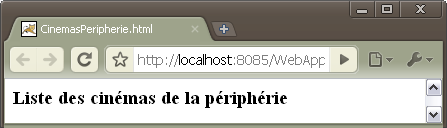 CinemasPeripherie.html
http://localhost:8085/WebApp
Liste des cinémas de la périphérie